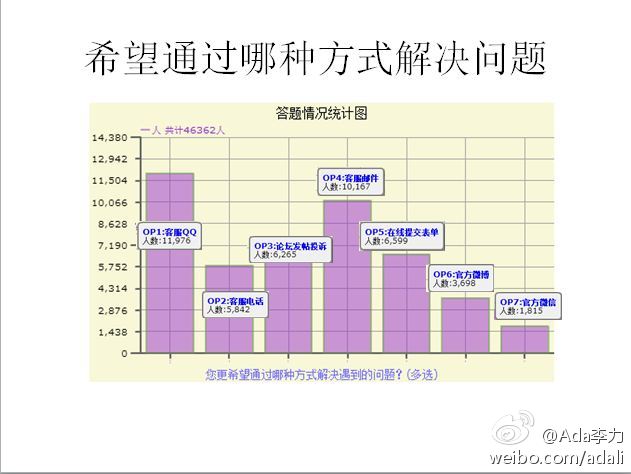 希望通过哪种方式解决问题
答题情况统计图
一人 共计46362人
14,380
12,942
11,504
10,066
8,628
7,190
5,752
4,314
2,876
1,438
0
OP1:客服QQ
人数:11,976
OP2:客服电话
人数:5,842
OP3:论坛发帖投诉
人数:6,265
OP4:客服邮件
人数:10,167
OP5:在线提交表单
人数:6,599
OP6:官方微博
人数:3,698
OP7:官方微信
人数:1,815
您更希望通过哪种方式解决遇到的问题？(多选)
@Ada李力
weibo.com/adali